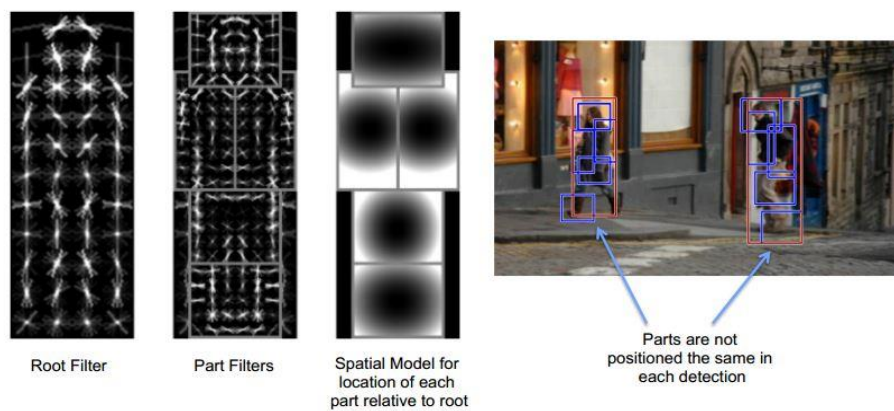 Root Filter
Part Filters
Spatial Model for
location of each
part relative to root
Parts are not
positioned the same in
each detection